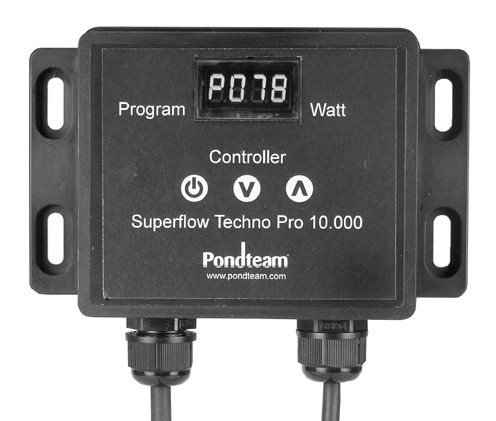 P078
Program Watt
Controller
Superflow Techno Pro 10.000
Pondteam
www.pondteam.com